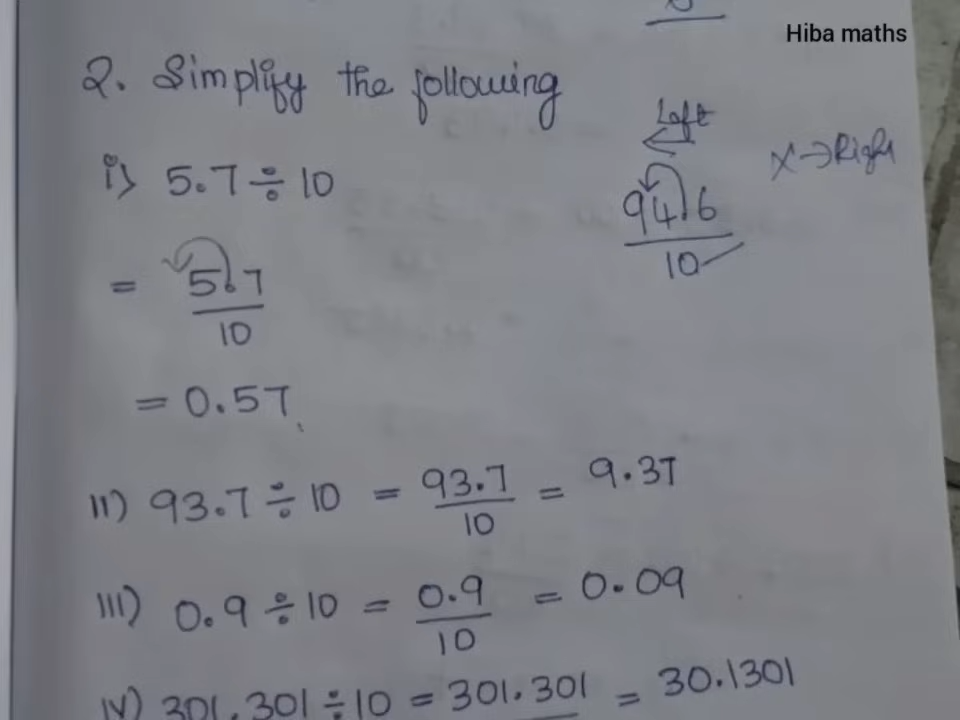 Hiba maths
2. Simplify the following
Left
←
x → Right
94.6
10
i) 5.7 ÷ 10
= 5.7
10
= 0.57
II) 93.7 ÷ 10 = 93.7/10 = 9.37
III) 0.9 ÷ 10 = 0.9/10 = 0.09
IV) 301.301 ÷ 10 = 301.301 = 30.1301